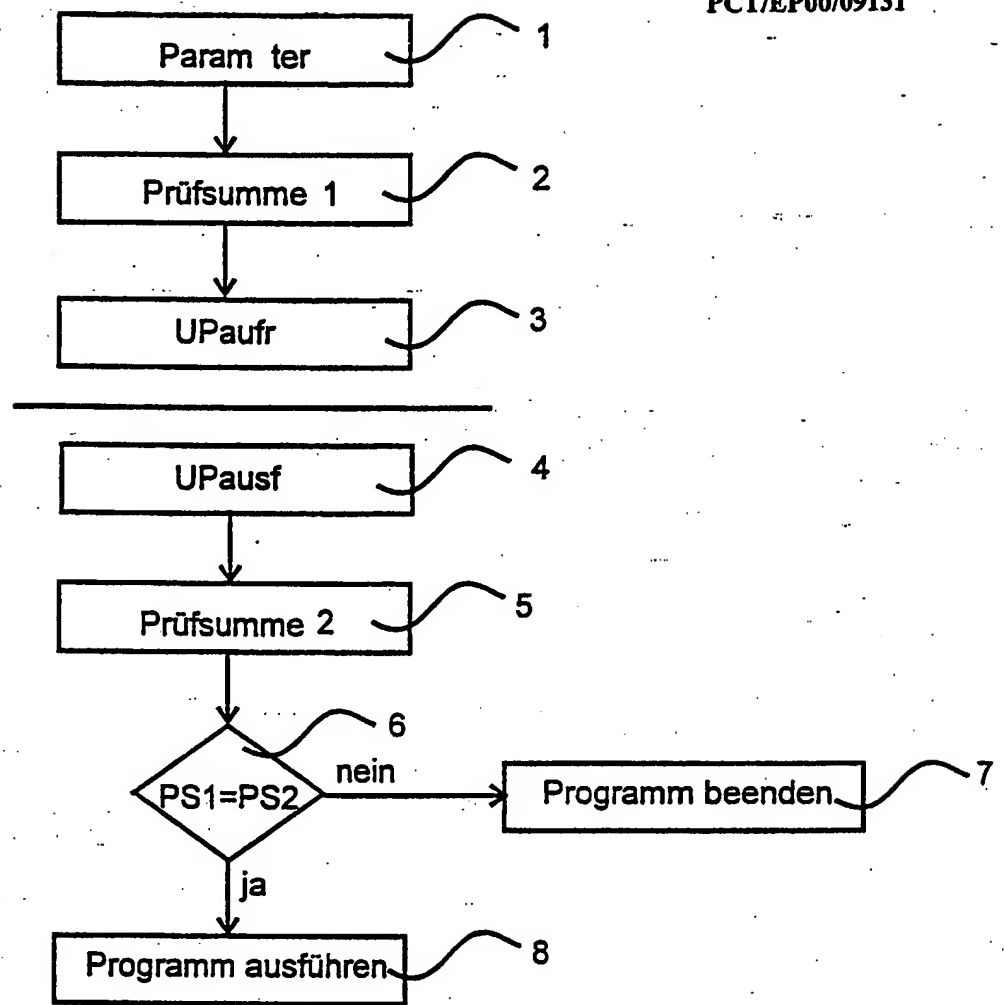 PCT/EP00/09131
Param ter
1
Prüfsumme 1
2
UPaufr
3
UPausf
4
Prüfsumme 2
5
6
PS1=PS2
nein
Programm beenden
7
ja
Programm ausführen
8